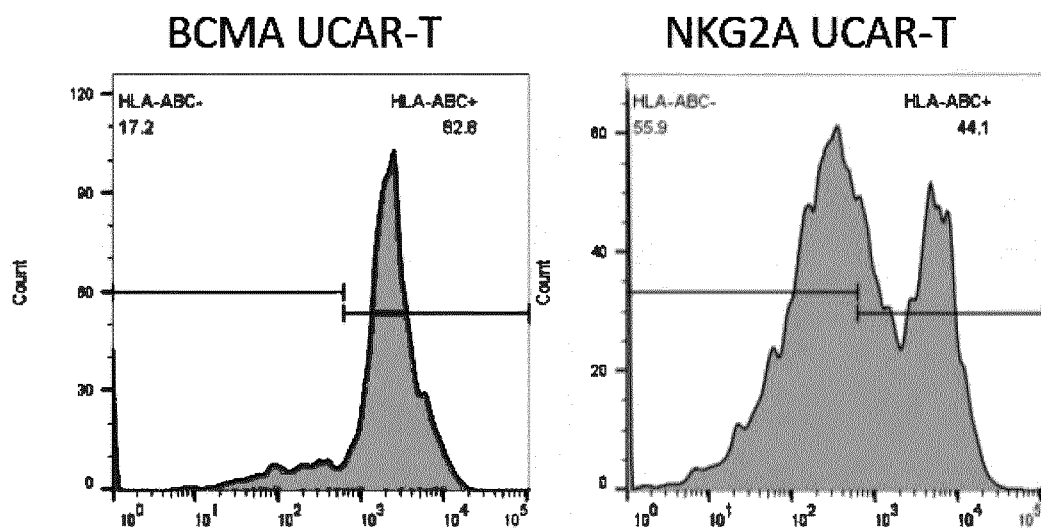 BCMA UCAR-T
NKG2A UCAR-T
HLA-ABC-
17.2
HLA-ABC+
82.8
HLA-ABC-
55.9
HLA-ABC+
44.1
120
90
60
30
0
Count
60
40
20
0
Count
10^0 10^1 10^2 10^3 10^4 10^5
10^0 10^1 10^2 10^3 10^4 10^5